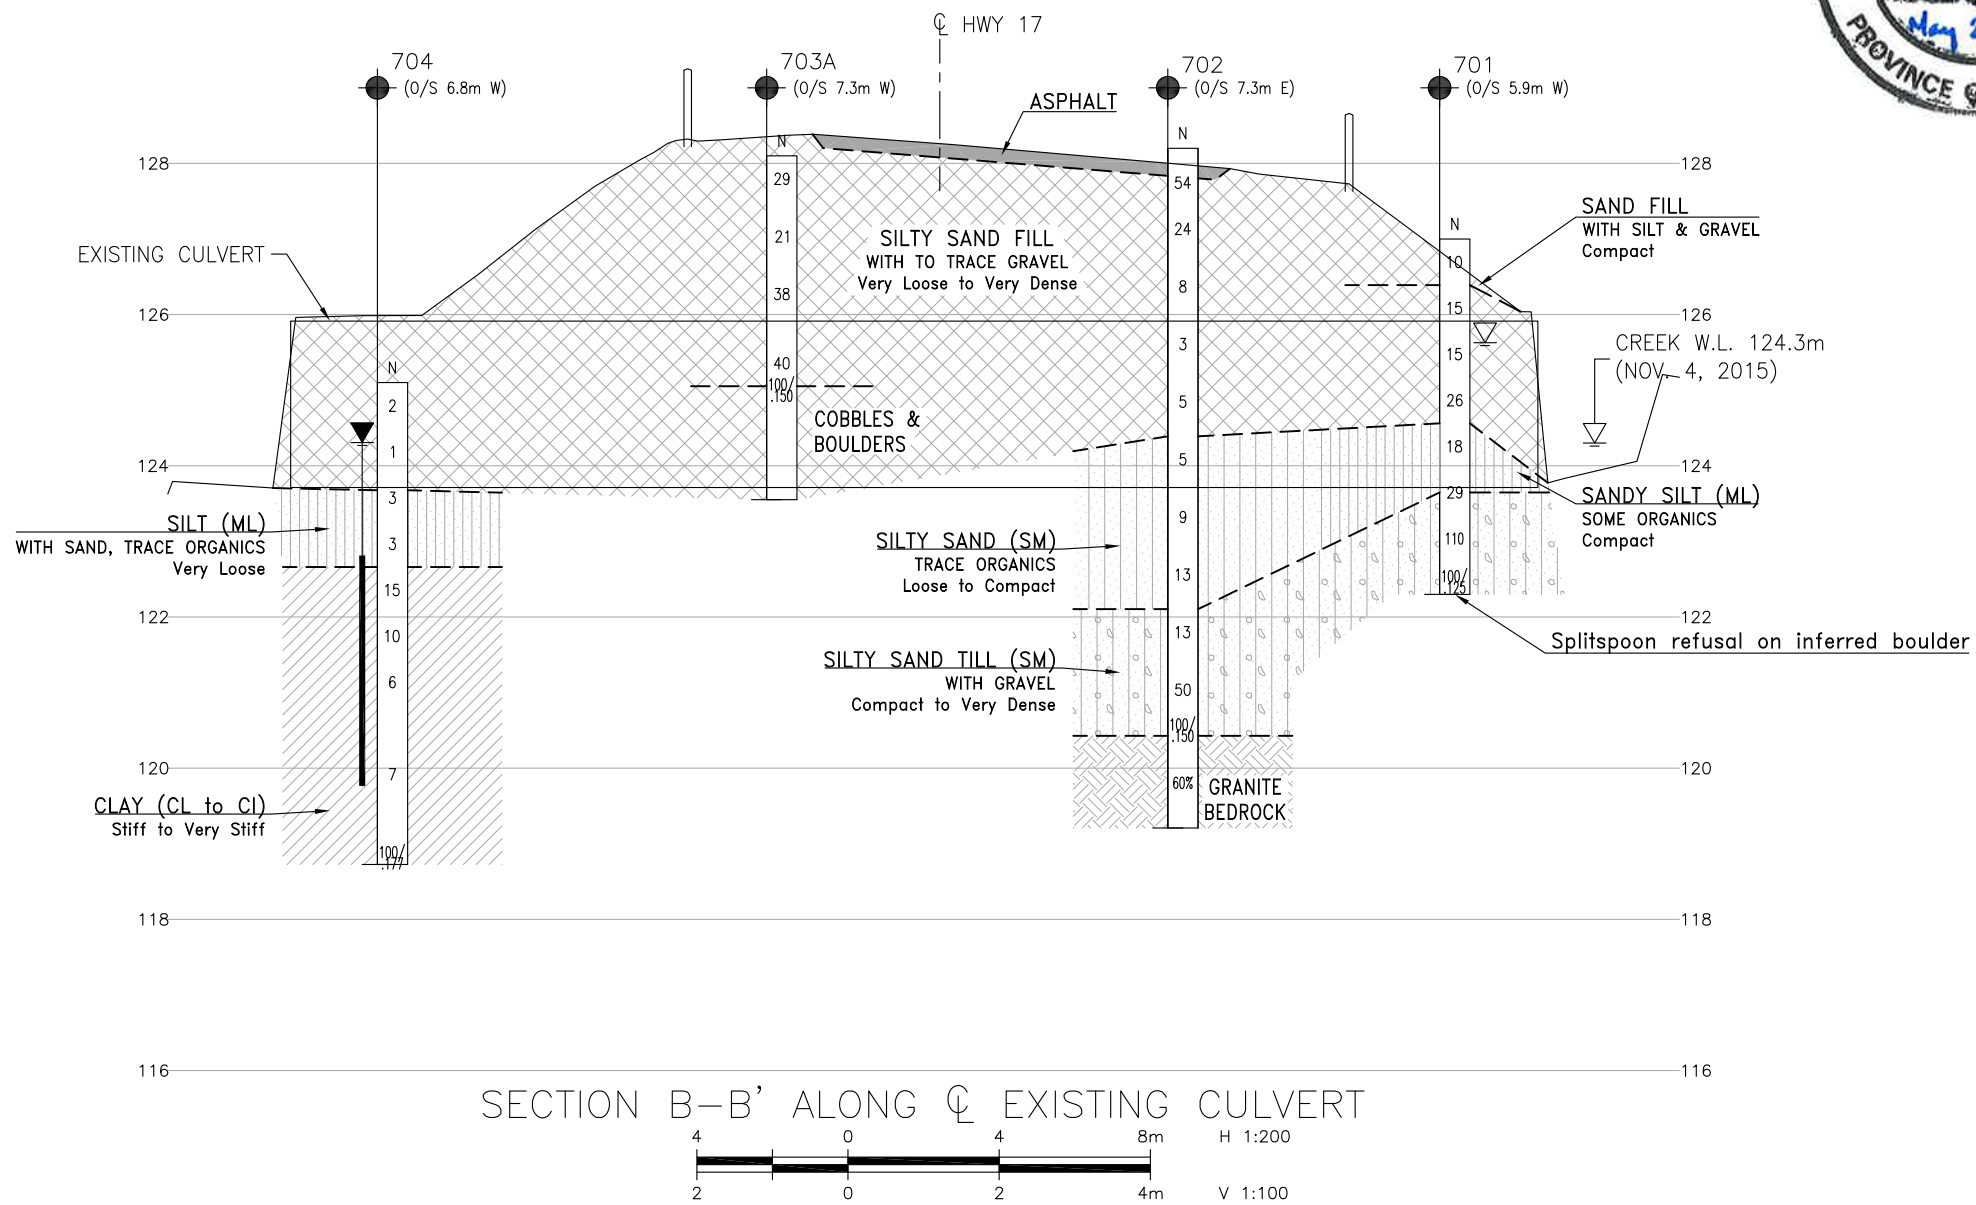 ℄ HWY 17
May 2
PROVINCE
704
(O/S 6.8m W)
703A
(O/S 7.3m W)
702
(O/S 7.3m E)
701
(O/S 5.9m W)
ASPHALT
N
N
N
N
128
128
126
126
124
124
122
122
120
120
118
118
116
116
EXISTING CULVERT
SILTY SAND FILL
WITH TO TRACE GRAVEL
Very Loose to Very Dense
SAND FILL
WITH SILT & GRAVEL
Compact
CREEK W.L. 124.3m
(NOV. 4, 2015)
COBBLES &
BOULDERS
SILT (ML)
WITH SAND, TRACE ORGANICS
Very Loose
SILTY SAND (SM)
TRACE ORGANICS
Loose to Compact
SANDY SILT (ML)
SOME ORGANICS
Compact
SILTY SAND TILL (SM)
WITH GRAVEL
Compact to Very Dense
Splitspoon refusal on inferred boulder
CLAY (CL to CI)
Stiff to Very Stiff
GRANITE
BEDROCK
2
1
3
3
15
10
6
7
100/
.177
29
21
38
40
100/
.150
54
24
8
3
5
5
9
13
13
50
100/
.150
60%
10
15
15
26
18
29
110
100/
.125
SECTION B-B' ALONG ℄ EXISTING CULVERT
4 0 4 8m H 1:200
2 0 2 4m V 1:100